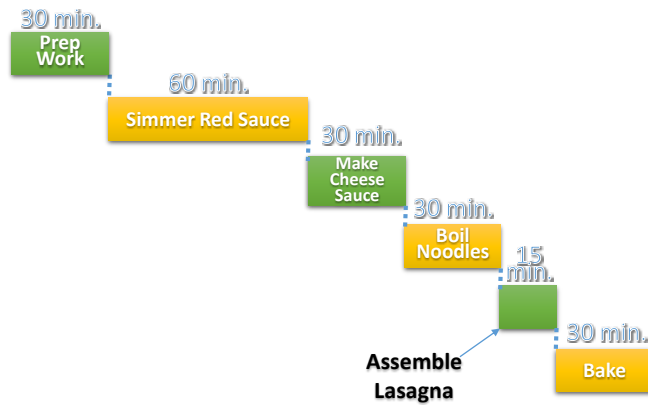 30 min.
Prep
Work
60 min.
Simmer Red Sauce
30 min.
Make
Cheese
Sauce
30 min.
Boil
Noodles
15
min.
Assemble
Lasagna
30 min.
Bake